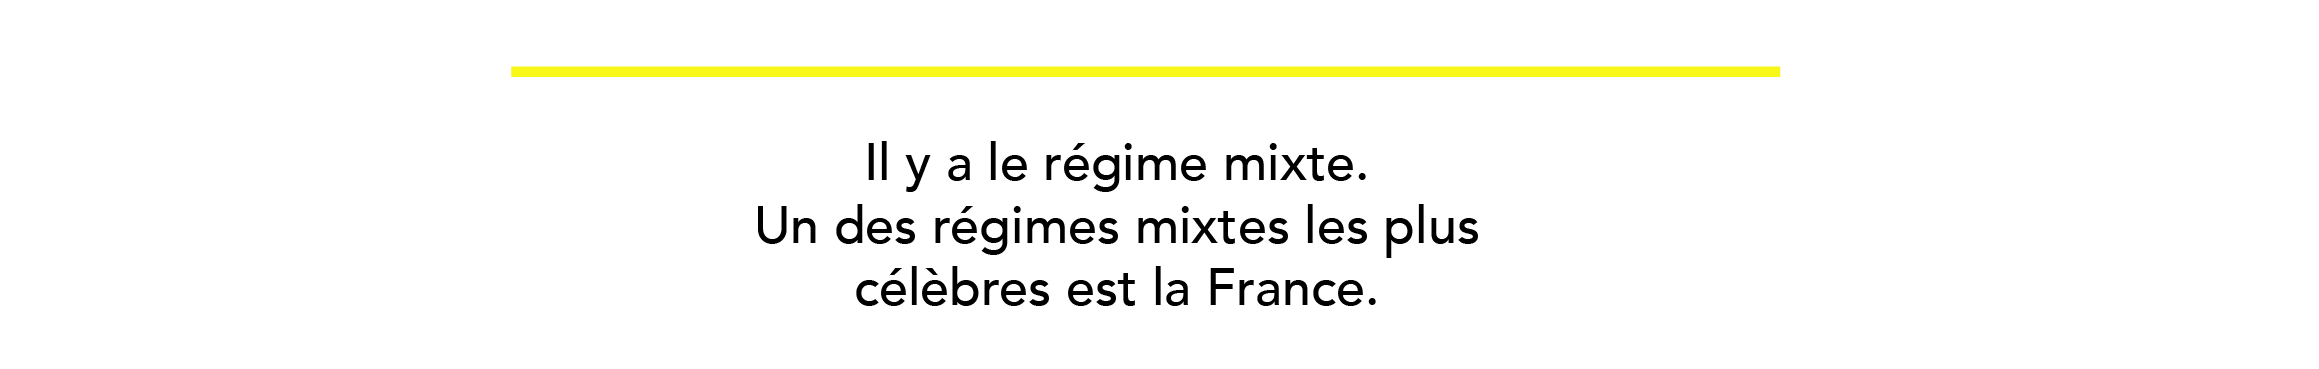 Il y a le régime mixte.
Un des régimes mixtes les plus
célèbres est la France.